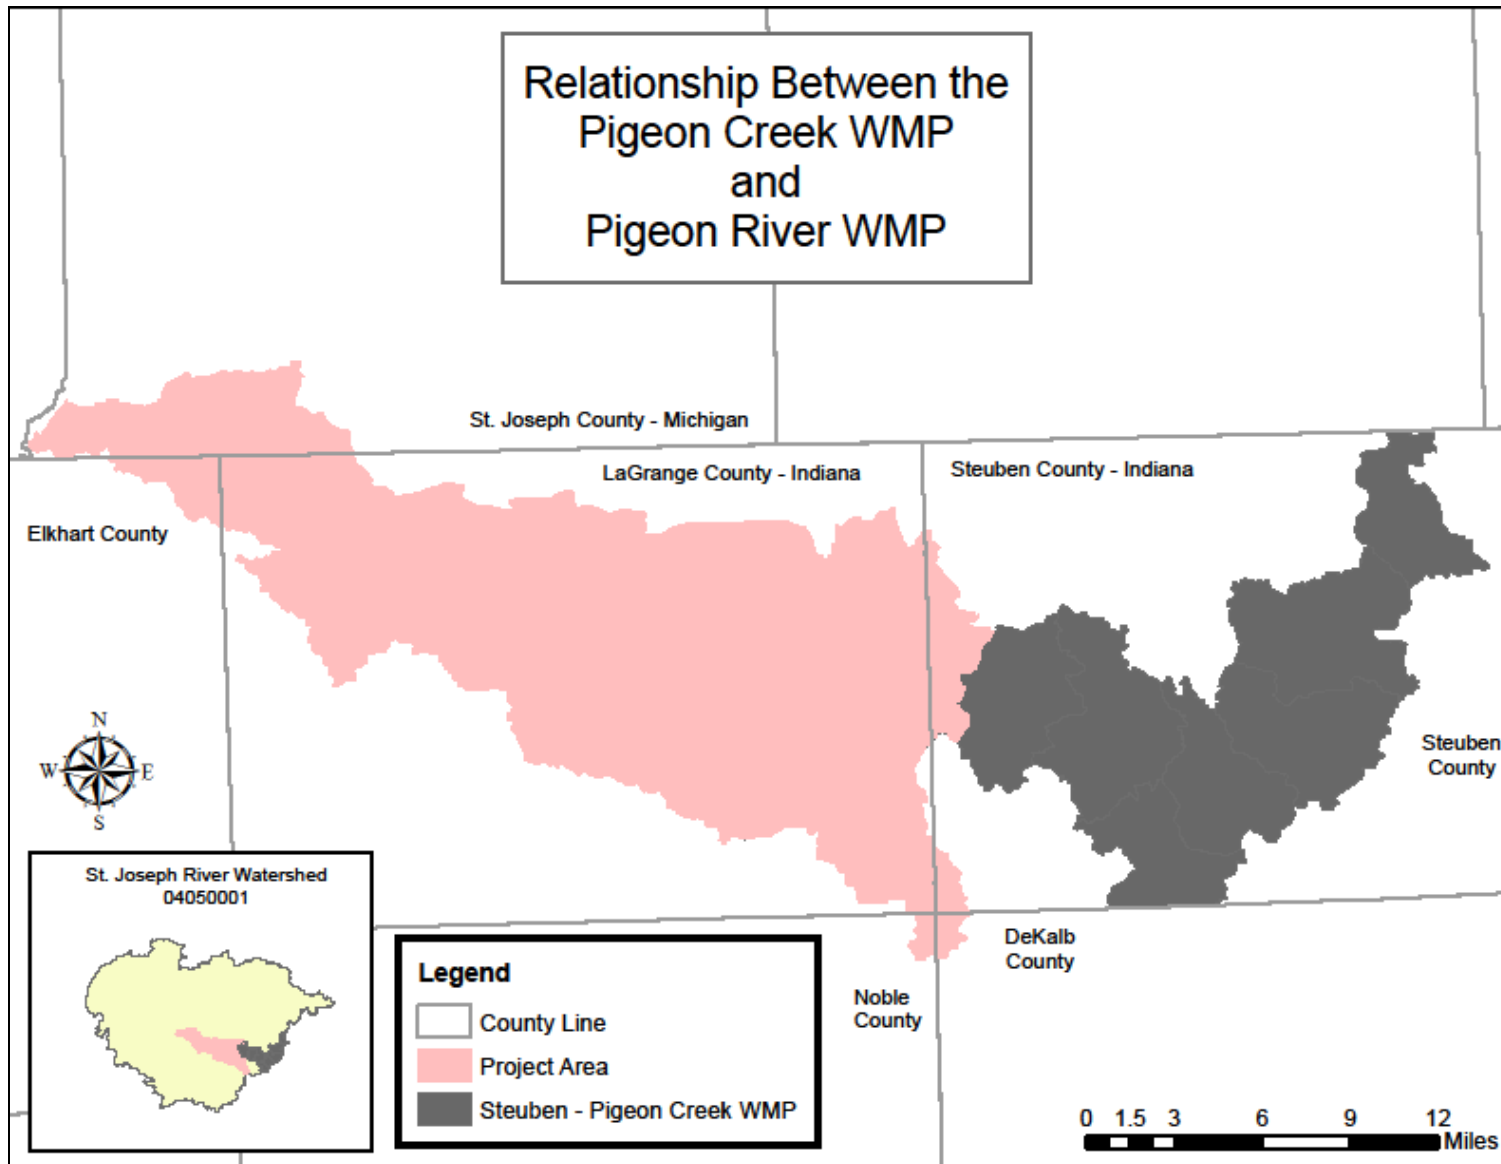 Relationship Between the
Pigeon Creek WMP
and
Pigeon River WMP
St. Joseph County - Michigan
LaGrange County - Indiana
Steuben County - Indiana
Elkhart County
Steuben
County
N
W
E
S
St. Joseph River Watershed
04050001
DeKalb
County
Noble
County
Legend
County Line
Project Area
Steuben - Pigeon Creek WMP
0 1.5 3 6 9 12
Miles